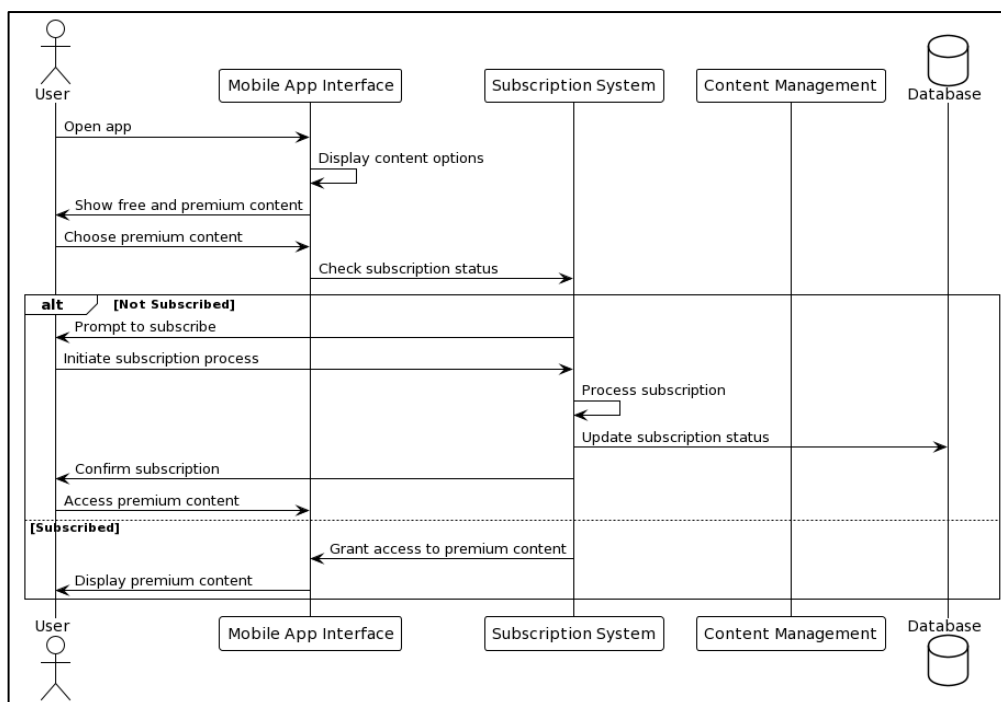 User
Mobile App Interface
Subscription System
Content Management
Database
Open app
Display content options
Show free and premium content
Choose premium content
Check subscription status
alt [Not Subscribed]
Prompt to subscribe
Initiate subscription process
Process subscription
Update subscription status
Confirm subscription
Access premium content
[Subscribed]
Grant access to premium content
Display premium content
User
Mobile App Interface
Subscription System
Content Management
Database